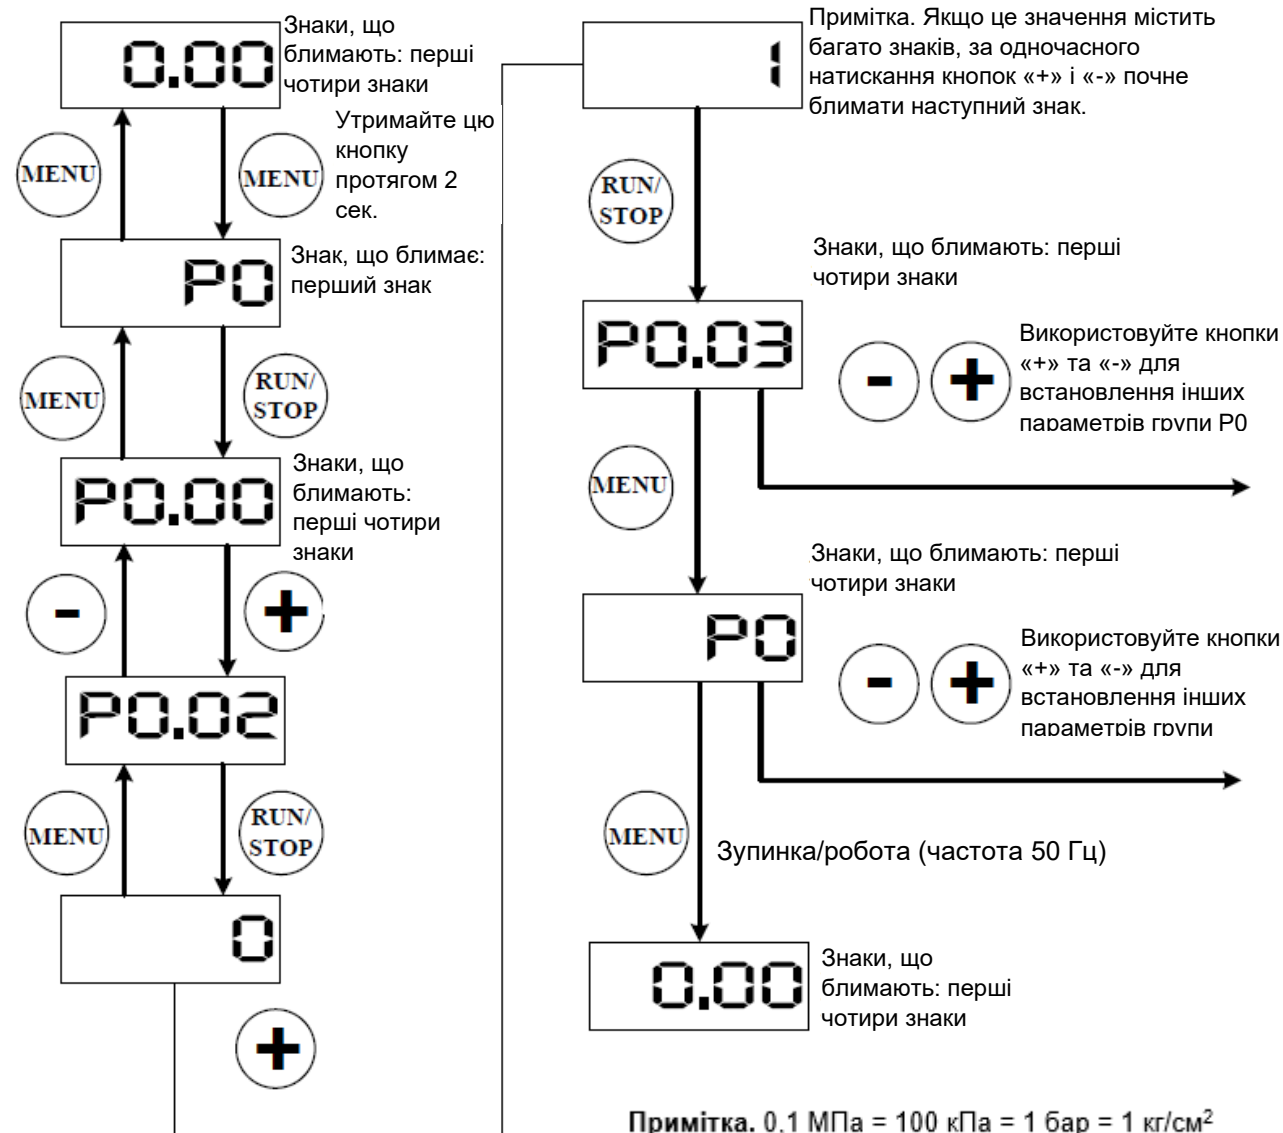 0.00
Знаки, що
блимають: перші
чотири знаки
MENU
MENU
Утримайте цю
кнопку
протягом 2
сек.
P0
Знак, що блимає:
перший знак
MENU
RUN/
STOP
P0.00
Знаки, що
блимають:
перші чотири
знаки
-
+
P0.02
MENU
RUN/
STOP
0
+
1
Примітка. Якщо це значення містить
багато знаків, за одночасного
натискання кнопок «+» і «-» почне
блимати наступний знак.
RUN/
STOP
Знаки, що блимають: перші
чотири знаки
P0.03
- +
Використовуйте кнопки
«+» та «-» для
встановлення інших
параметрів групи P0
MENU
Знаки, що блимають: перші
чотири знаки
P0
- +
Використовуйте кнопки
«+» та «-» для
встановлення інших
параметрів групи
MENU
Зупинка/робота (частота 50 Гц)
0.00
Знаки, що
блимають: перші
чотири знаки
Примітка. 0,1 МПа = 100 кПа = 1 бар = 1 кг/см²